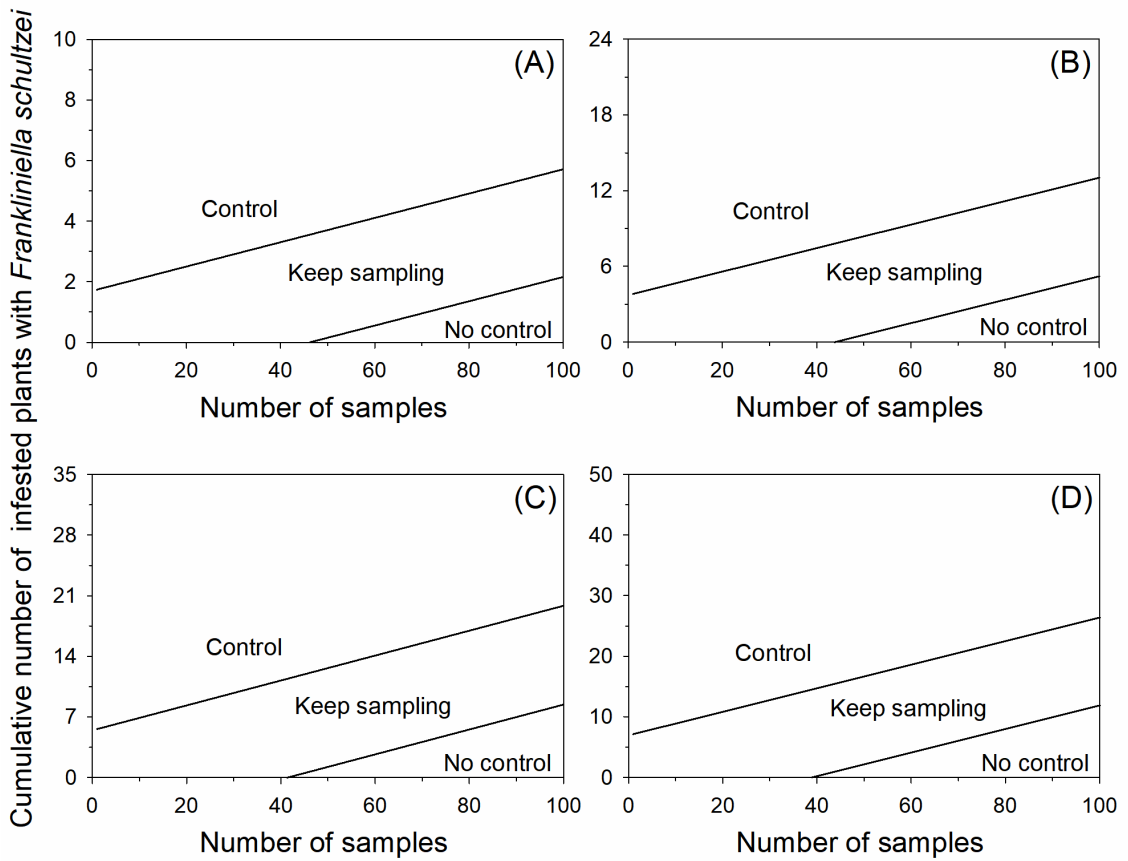 Cumulative number of infested plants with Frankliniella schultzei
(A)
10
8
6
4
2
0
Control
Keep sampling
No control
0 20 40 60 80 100
Number of samples
(B)
24
18
12
6
0
Control
Keep sampling
No control
0 20 40 60 80 100
Number of samples
(C)
35
28
21
14
7
0
Control
Keep sampling
No control
0 20 40 60 80 100
Number of samples
(D)
50
40
30
20
10
0
Control
Keep sampling
No control
0 20 40 60 80 100
Number of samples